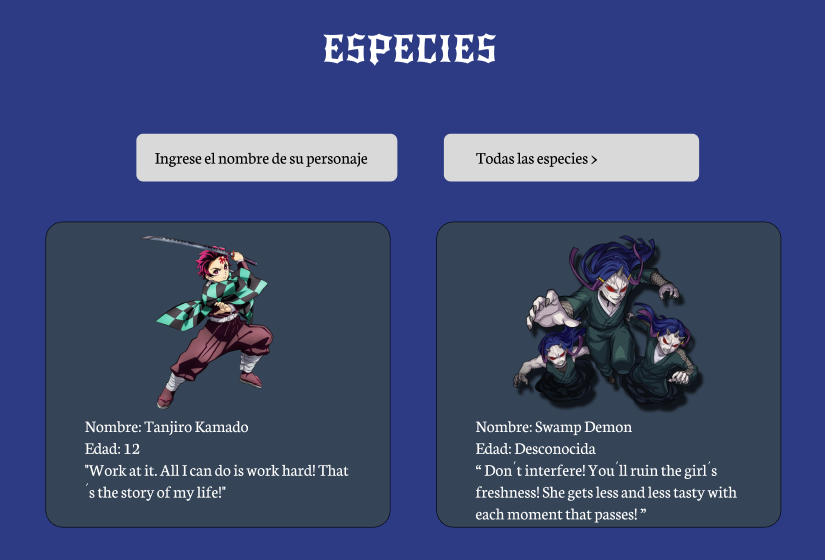 ESPECIES
Ingrese el nombre de su personaje
Todas las especies >
Nombre: Tanjiro Kamado
Edad: 12
"Work at it. All I can do is work hard! That
´s the story of my life!"
Nombre: Swamp Demon
Edad: Desconocida
“ Don´t interfere! You´ll ruin the girl´s
freshness! She gets less and less tasty with
each moment that passes! ”